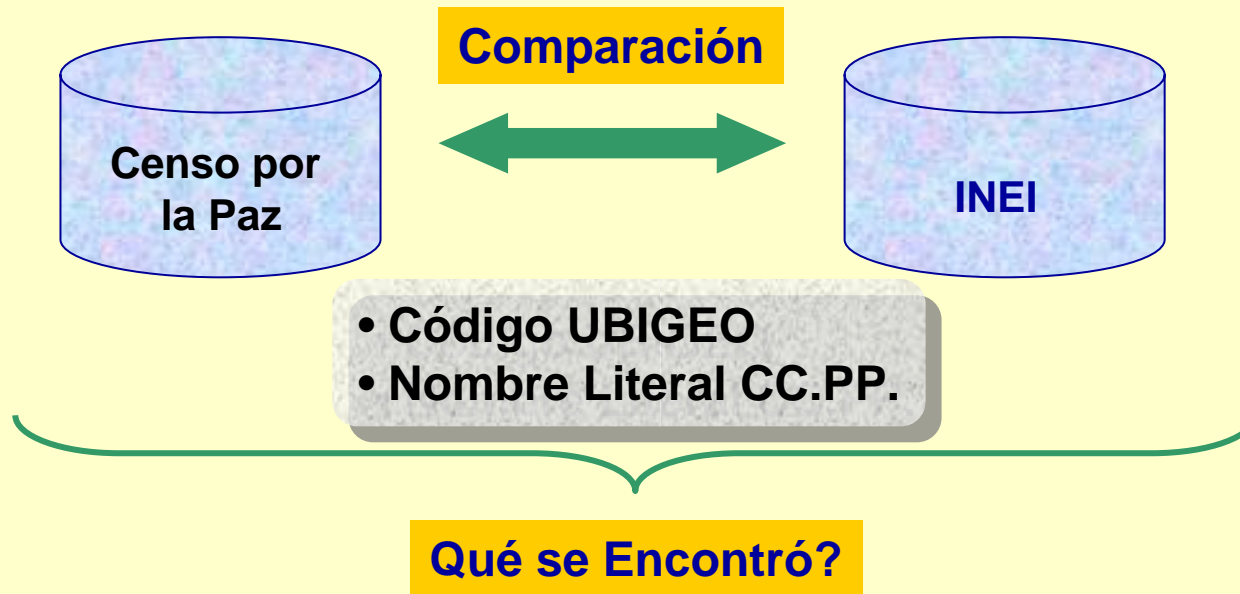 Comparación
Censo por
la Paz
INEI
• Código UBIGEO
• Nombre Literal CC.PP.
Qué se Encontró?